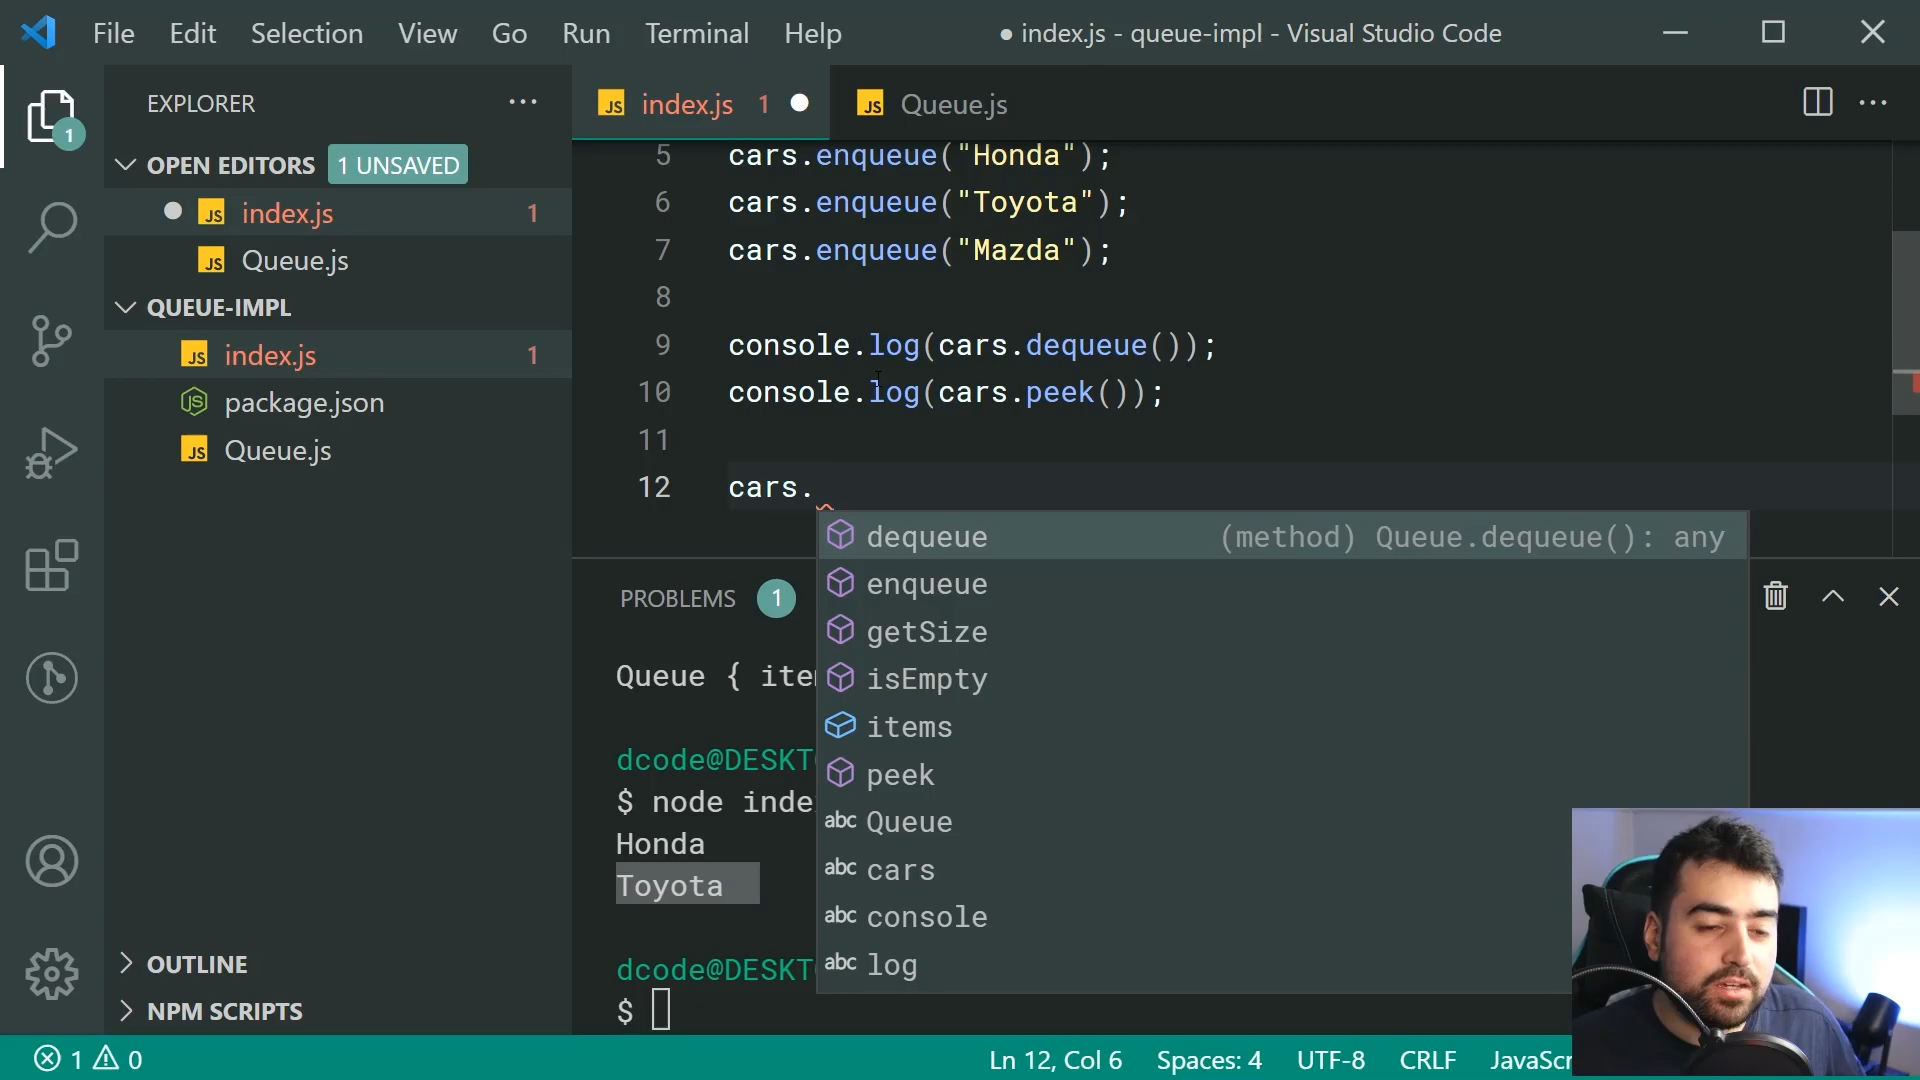 File Edit Selection View Go Run Terminal Help
● index.js - queue-impl - Visual Studio Code
EXPLORER
index.js 1
Queue.js
OPEN EDITORS 1 UNSAVED
index.js 1
Queue.js
QUEUE-IMPL
index.js 1
package.json
Queue.js
OUTLINE
NPM SCRIPTS
5 cars.enqueue("Honda");
6 cars.enqueue("Toyota");
7 cars.enqueue("Mazda");
8
9 console.log(cars.dequeue());
10 console.log(cars.peek());
11
12 cars.
dequeue (method) Queue.dequeue(): any
enqueue
getSize
isEmpty
items
peek
abc Queue
abc cars
abc console
abc log
PROBLEMS 1
Queue { ite
dcode@DESKT
$ node inde
Honda
Toyota
dcode@DESKT
$
1 0
Ln 12, Col 6 Spaces: 4 UTF-8 CRLF JavaScr